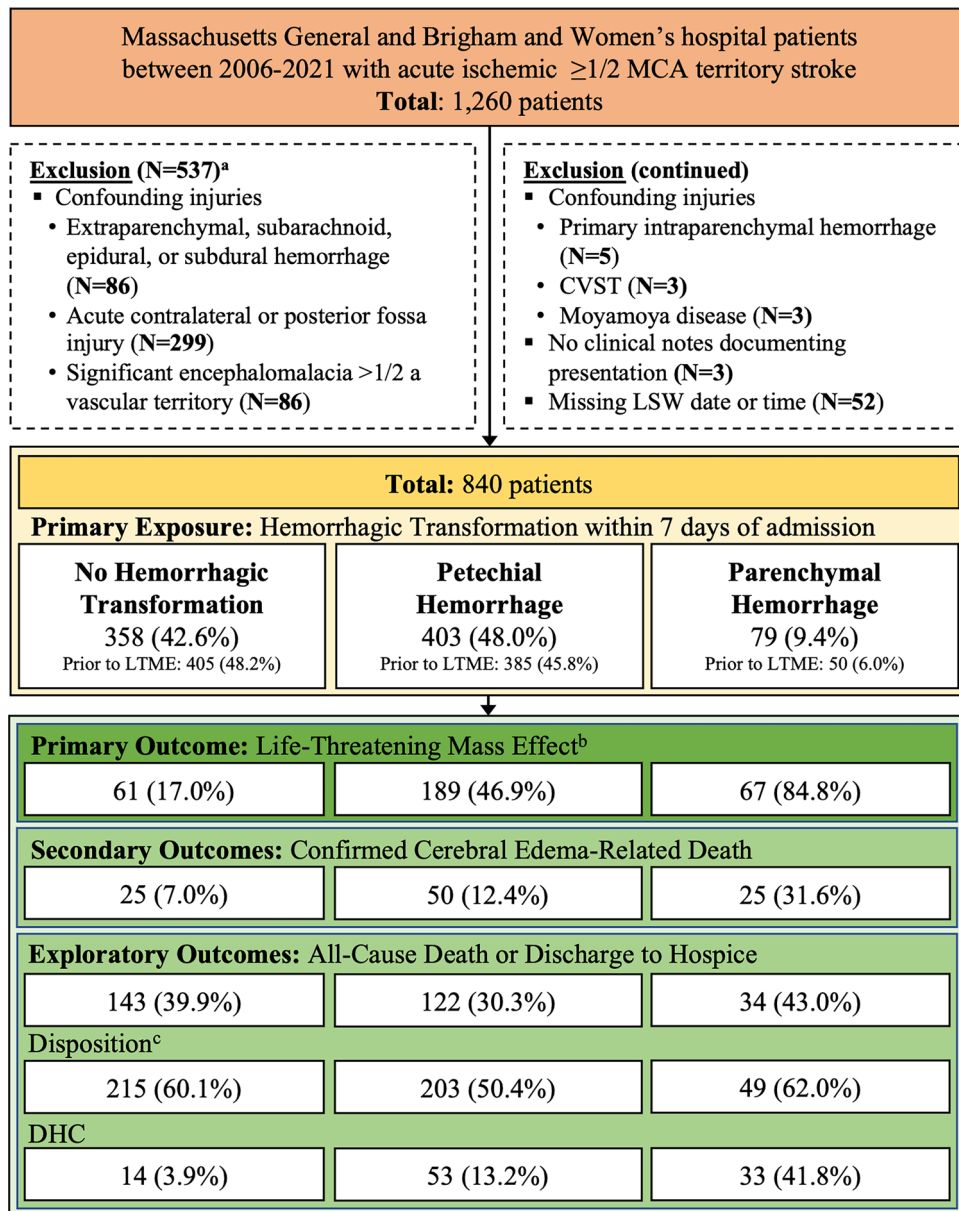 Massachusetts General and Brigham and Women’s hospital patients
between 2006-2021 with acute ischemic ≥1/2 MCA territory stroke
Total: 1,260 patients
Exclusion (N=537)ᵃ
▪ Confounding injuries
• Extraparenchymal, subarachnoid,
epidural, or subdural hemorrhage
(N=86)
• Acute contralateral or posterior fossa
injury (N=299)
• Significant encephalomalacia >1/2 a
vascular territory (N=86)
Exclusion (continued)
▪ Confounding injuries
• Primary intraparenchymal hemorrhage
(N=5)
• CVST (N=3)
• Moyamoya disease (N=3)
▪ No clinical notes documenting
presentation (N=3)
▪ Missing LSW date or time (N=52)
Total: 840 patients
Primary Exposure: Hemorrhagic Transformation within 7 days of admission
No Hemorrhagic
Transformation
358 (42.6%)
Prior to LTME: 405 (48.2%)
Petechial
Hemorrhage
403 (48.0%)
Prior to LTME: 385 (45.8%)
Parenchymal
Hemorrhage
79 (9.4%)
Prior to LTME: 50 (6.0%)
Primary Outcome: Life-Threatening Mass Effectᵇ
61 (17.0%)
189 (46.9%)
67 (84.8%)
Secondary Outcomes: Confirmed Cerebral Edema-Related Death
25 (7.0%)
50 (12.4%)
25 (31.6%)
Exploratory Outcomes: All-Cause Death or Discharge to Hospice
143 (39.9%)
122 (30.3%)
34 (43.0%)
Dispositionᶜ
215 (60.1%)
203 (50.4%)
49 (62.0%)
DHC
14 (3.9%)
53 (13.2%)
33 (41.8%)